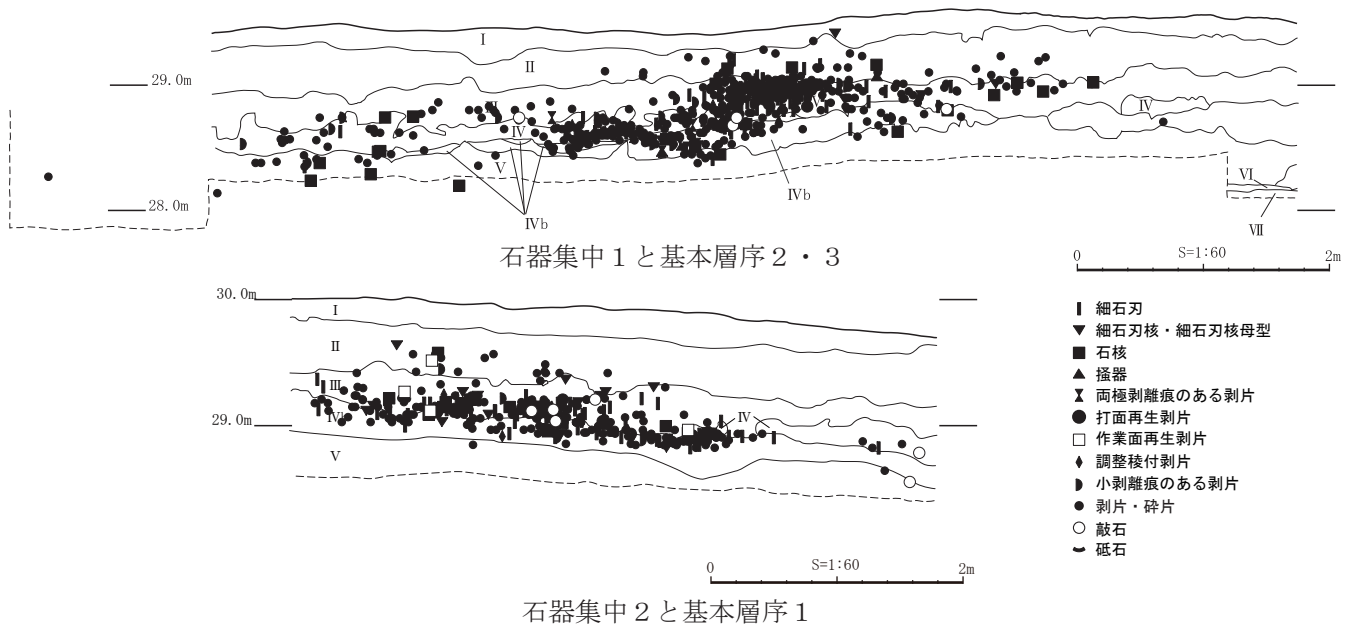 I
29.0m
II
IV
IV
V
28.0m
IVb
IVb
VI
VII
石器集中１と基本層序２・３
0
S=1:60
2m
30.0m
I
II
III
29.0m
IV
V
0
S=1:60
2m
石器集中２と基本層序１
細石刃
細石刃核・細石刃核母型
石核
掻器
両極剥離痕のある剥片
打面再生剥片
作業面再生剥片
調整稜付剥片
小剥離痕のある剥片
剥片・砕片
敲石
砥石